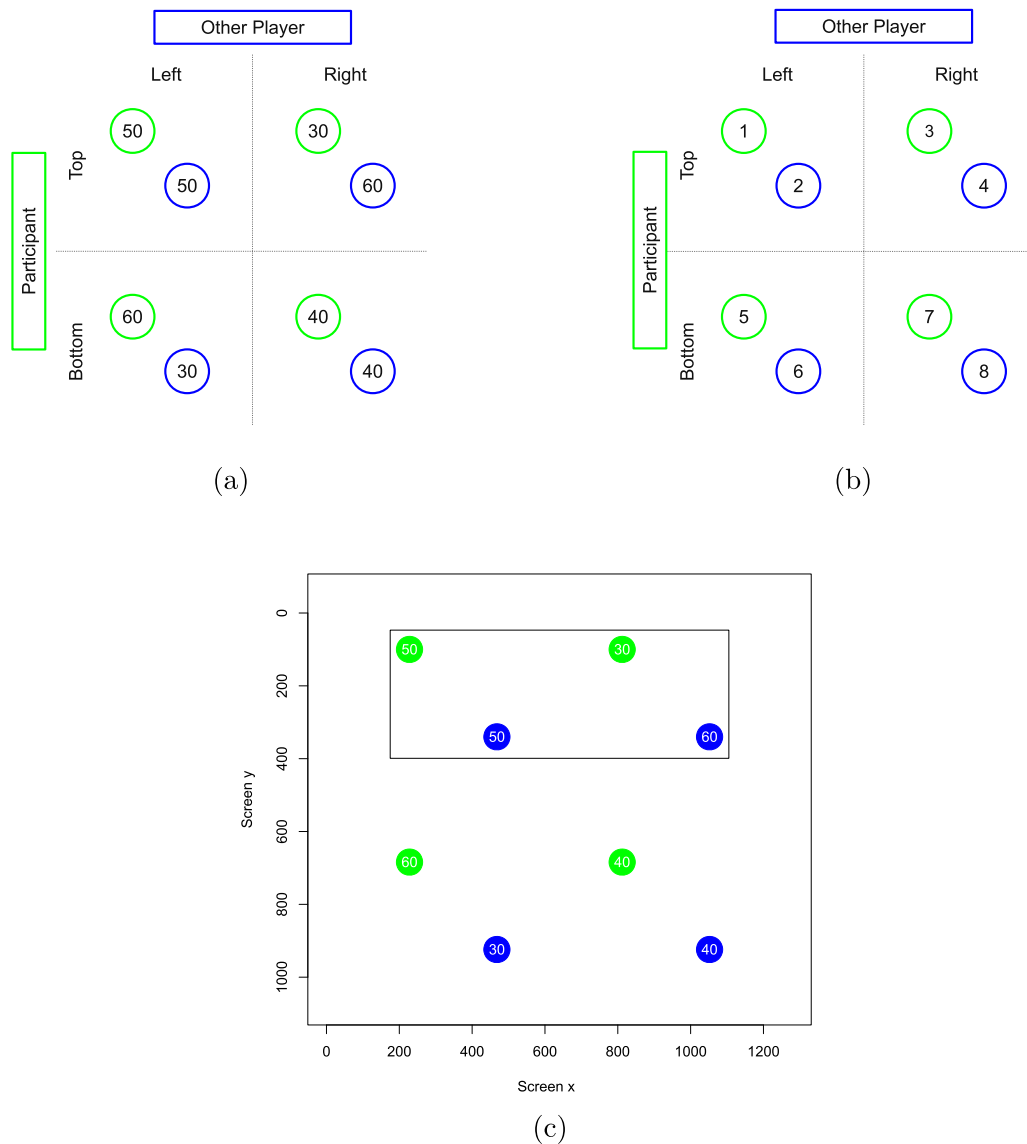 Other Player
Left Right
50 30
Top
50 60
Participant
60 40
Bottom
30 40
(a)
Other Player
Left Right
1 3
Top
2 4
Participant
5 7
Bottom
6 8
(b)
0
50 30
200
50 60
400
Screen y
600
60 40
800
30 40
1000
0 200 400 600 800 1000 1200
Screen x
(c)